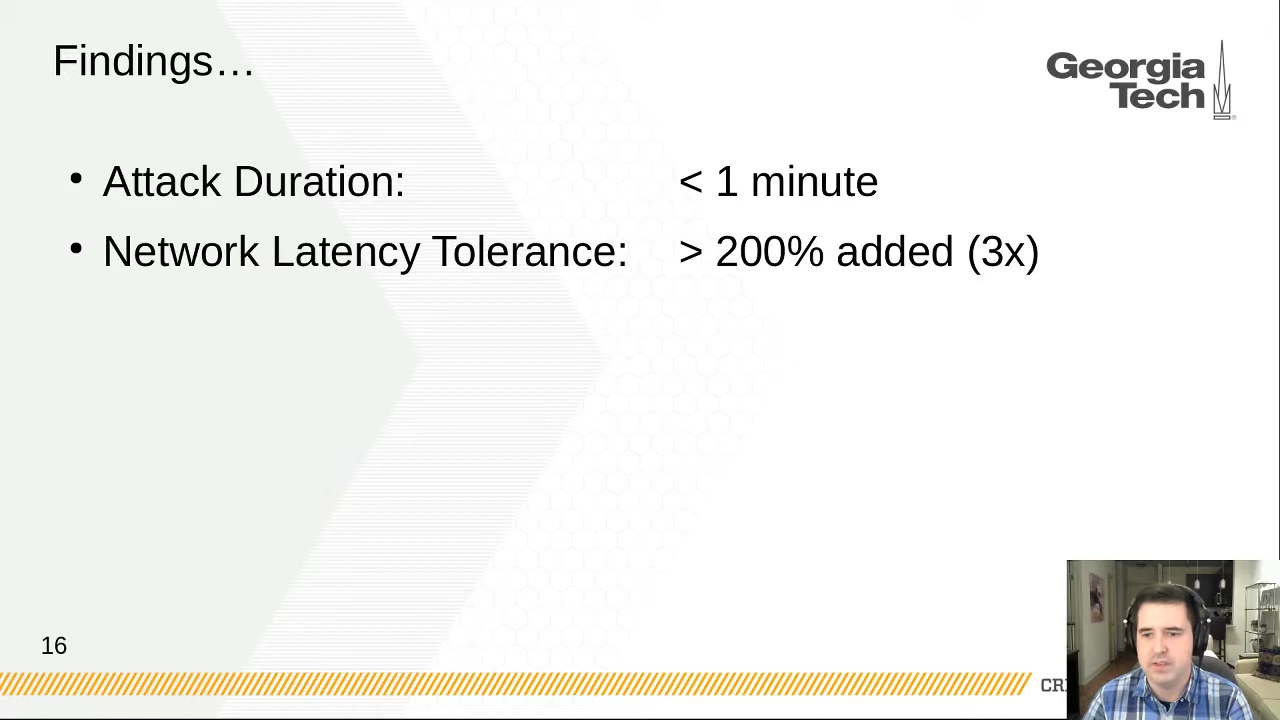 Findings…
Georgia
Tech
• Attack Duration: < 1 minute
• Network Latency Tolerance: > 200% added (3x)
16